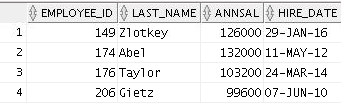 EMPLOYEE_ID LAST_NAME ANNSAL HIRE_DATE
1 149 Zlotkey 126000 29-JAN-16
2 174 Abel 132000 11-MAY-12
3 176 Taylor 103200 24-MAR-14
4 206 Gietz 99600 07-JUN-10